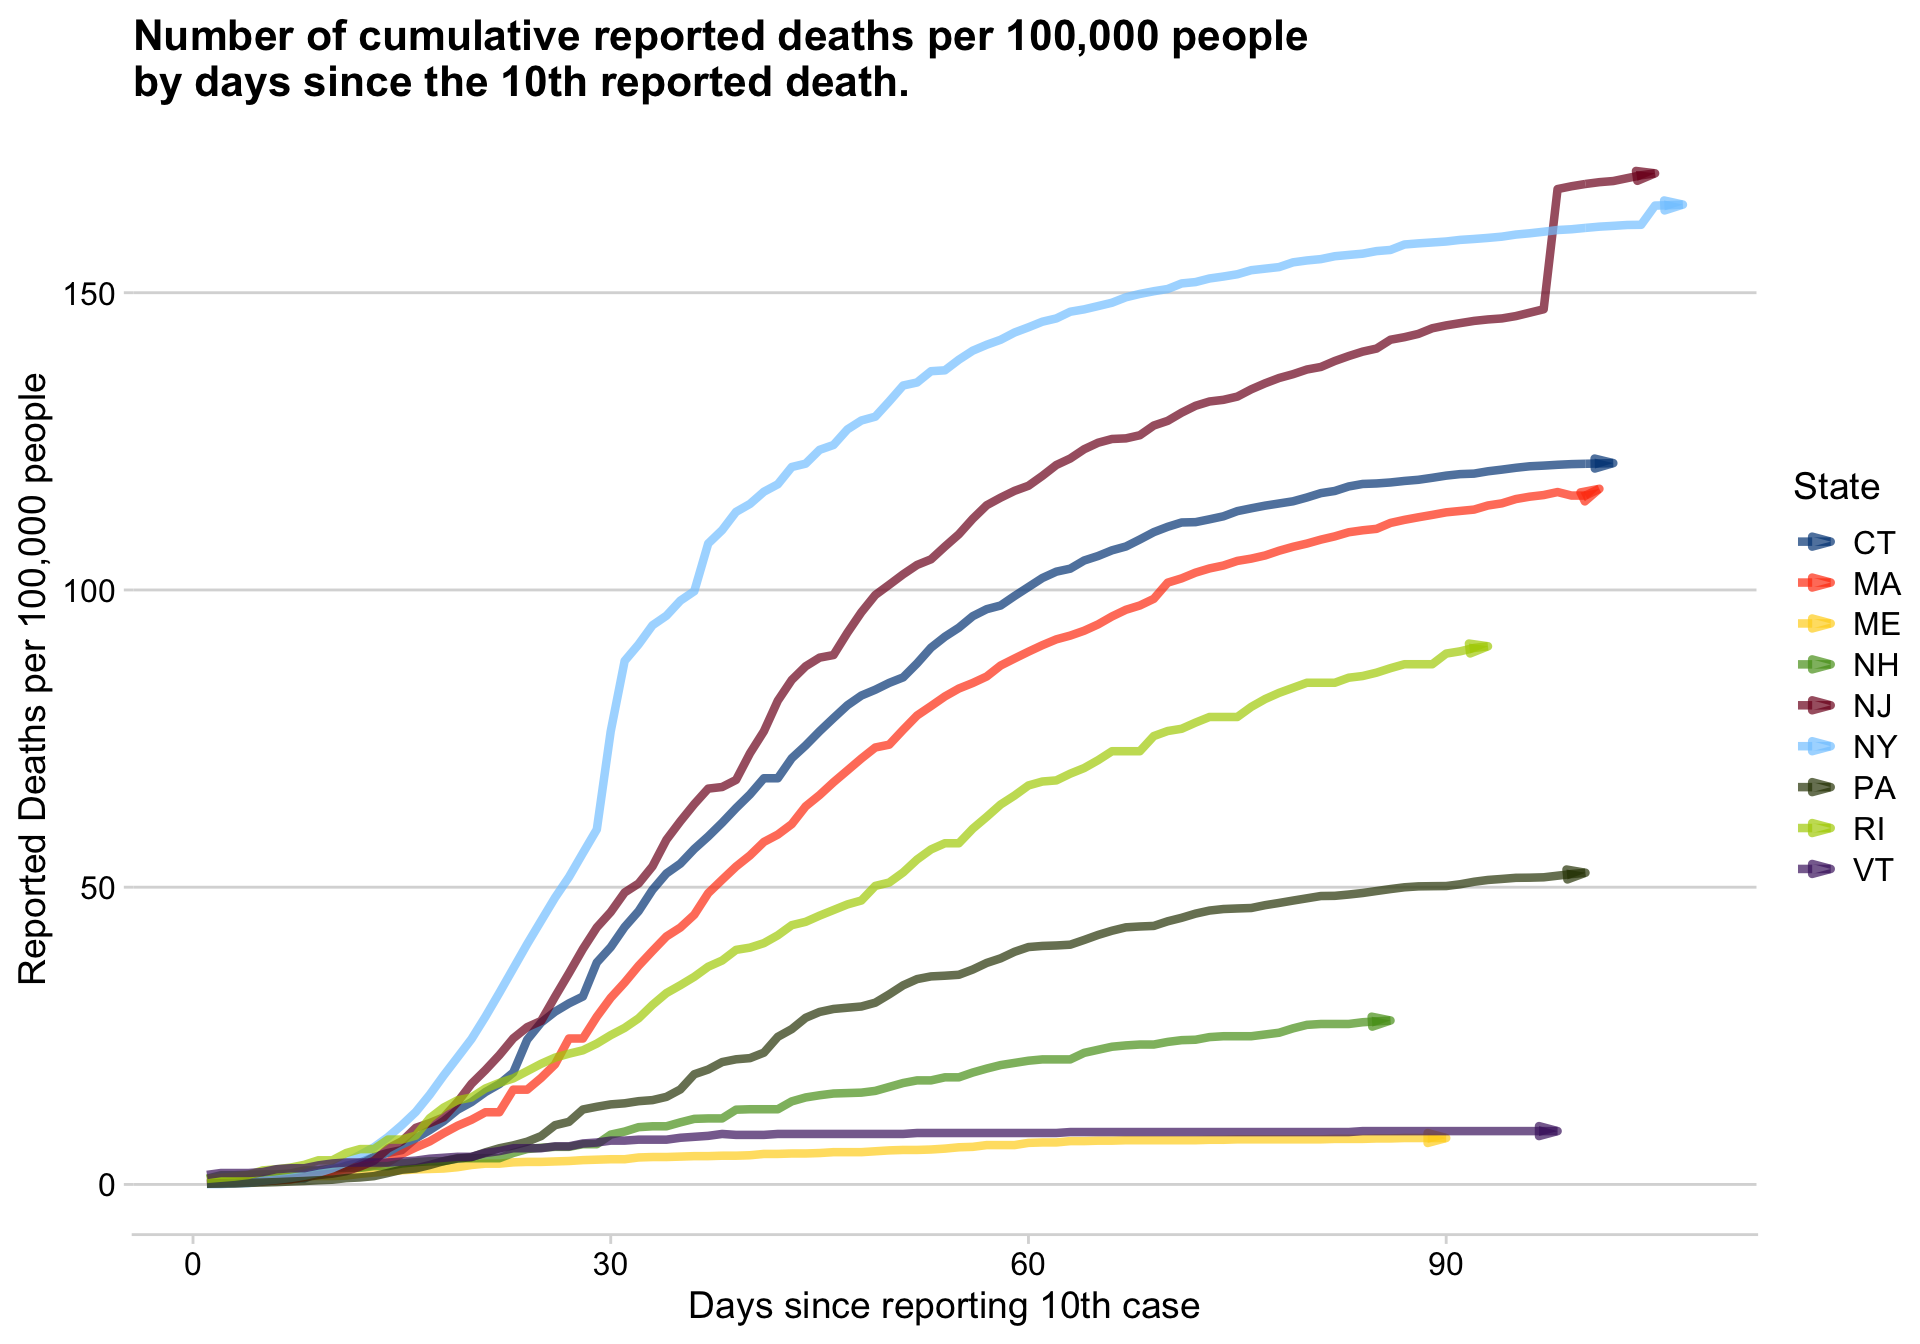 Number of cumulative reported deaths per 100,000 people
by days since the 10th reported death.
Reported Deaths per 100,000 people
150
100
50
0
0
30
60
90
Days since reporting 10th case
State
CT
MA
ME
NH
NJ
NY
PA
RI
VT